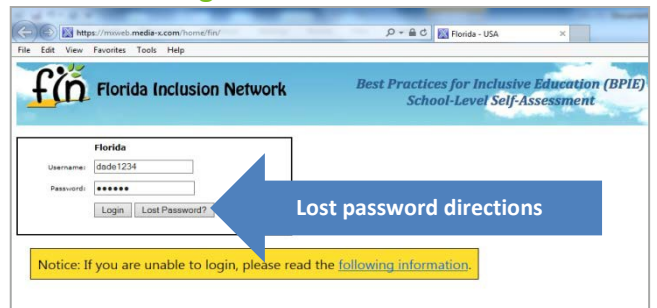 https://miweb.media-x.com/home/fin/
Florida - USA
File Edit View Favorites Tools Help
fin Florida Inclusion Network
Best Practices for Inclusive Education (BPIE)
School-Level Self-Assessment
Florida
Username: dade1234
Password: ●●●●●●
Login Lost Password?
Lost password directions
Notice: If you are unable to login, please read the following information.